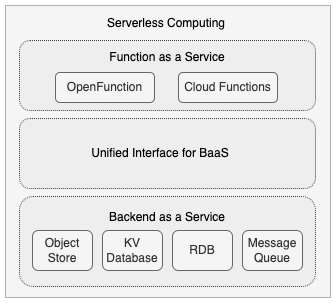 Serverless Computing
Function as a Service
OpenFunction
Cloud Functions
Unified Interface for BaaS
Backend as a Service
Object
Store
KV
Database
RDB
Message
Queue